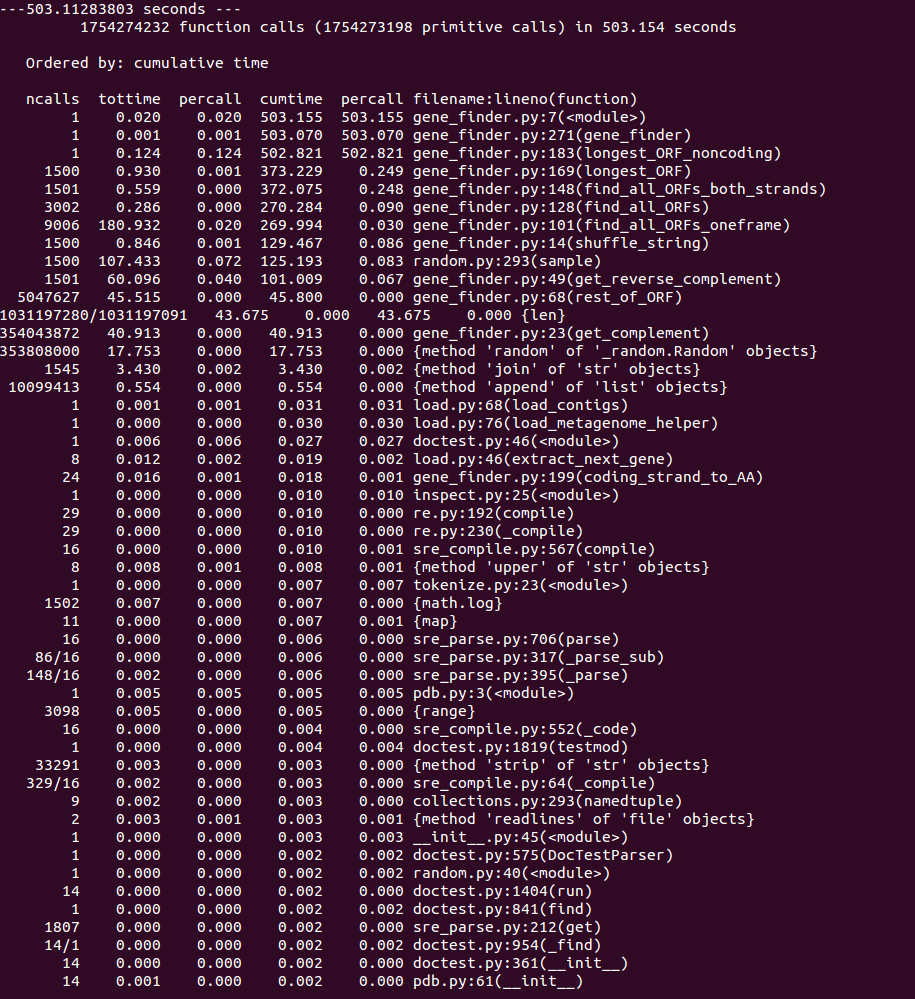 ---503.11283803 seconds ---
1754274232 function calls (1754273198 primitive calls) in 503.154 seconds
Ordered by: cumulative time
ncalls tottime percall cumtime percall filename:lineno(function)
1 0.020 0.020 503.155 503.155 gene_finder.py:7(<module>)
1 0.001 0.001 503.070 503.070 gene_finder.py:271(gene_finder)
1 0.124 0.124 502.821 502.821 gene_finder.py:183(longest_ORF_noncoding)
1500 0.930 0.001 373.229 0.249 gene_finder.py:169(longest_ORF)
1501 0.559 0.000 372.075 0.248 gene_finder.py:148(find_all_ORFs_both_strands)
3002 0.286 0.000 270.284 0.090 gene_finder.py:128(find_all_ORFs)
9006 180.932 0.020 269.994 0.030 gene_finder.py:101(find_all_ORFs_oneframe)
1500 0.846 0.001 129.467 0.086 gene_finder.py:14(shuffle_string)
1500 107.433 0.072 125.193 0.083 random.py:293(sample)
1501 60.096 0.040 101.009 0.067 gene_finder.py:49(get_reverse_complement)
5047627 45.515 0.000 45.800 0.000 gene_finder.py:68(rest_of_ORF)
1031197280/1031197091 43.675 0.000 43.675 0.000 {len}
354043872 40.913 0.000 40.913 0.000 gene_finder.py:23(get_complement)
353808000 17.753 0.000 17.753 0.000 {method 'random' of '_random.Random' objects}
1545 3.430 0.002 3.430 0.002 {method 'join' of 'str' objects}
10099413 0.554 0.000 0.554 0.000 {method 'append' of 'list' objects}
1 0.001 0.001 0.031 0.031 load.py:68(load_contigs)
1 0.000 0.000 0.030 0.030 load.py:76(load_metagenome_helper)
1 0.006 0.006 0.027 0.027 doctest.py:46(<module>)
8 0.012 0.002 0.019 0.002 load.py:46(extract_next_gene)
24 0.016 0.001 0.018 0.001 gene_finder.py:199(coding_strand_to_AA)
1 0.000 0.000 0.010 0.010 inspect.py:25(<module>)
29 0.000 0.000 0.010 0.000 re.py:192(compile)
29 0.000 0.000 0.010 0.000 re.py:230(_compile)
16 0.000 0.000 0.010 0.001 sre_compile.py:567(compile)
8 0.008 0.001 0.008 0.001 {method 'upper' of 'str' objects}
1 0.000 0.000 0.007 0.007 tokenize.py:23(<module>)
1502 0.007 0.000 0.007 0.000 {math.log}
11 0.000 0.000 0.007 0.001 {map}
16 0.000 0.000 0.006 0.000 sre_parse.py:706(parse)
86/16 0.000 0.000 0.006 0.000 sre_parse.py:317(_parse_sub)
148/16 0.002 0.000 0.006 0.000 sre_parse.py:395(_parse)
1 0.005 0.005 0.005 0.005 pdb.py:3(<module>)
3098 0.005 0.000 0.005 0.000 {range}
16 0.000 0.000 0.004 0.000 sre_compile.py:552(_code)
1 0.000 0.000 0.004 0.004 doctest.py:1819(testmod)
33291 0.003 0.000 0.003 0.000 {method 'strip' of 'str' objects}
329/16 0.002 0.000 0.003 0.000 sre_compile.py:64(_compile)
9 0.002 0.000 0.003 0.000 collections.py:293(namedtuple)
2 0.003 0.001 0.003 0.001 {method 'readlines' of 'file' objects}
1 0.000 0.000 0.003 0.003 __init__.py:45(<module>)
1 0.000 0.000 0.002 0.002 doctest.py:575(DocTestParser)
1 0.000 0.000 0.002 0.002 random.py:40(<module>)
14 0.000 0.000 0.002 0.000 doctest.py:1404(run)
1 0.000 0.000 0.002 0.002 doctest.py:841(find)
1807 0.000 0.000 0.002 0.000 sre_parse.py:212(get)
14/1 0.000 0.000 0.002 0.002 doctest.py:954(_find)
14 0.000 0.000 0.002 0.000 doctest.py:361(__init__)
14 0.001 0.000 0.002 0.000 pdb.py:61(__init__)